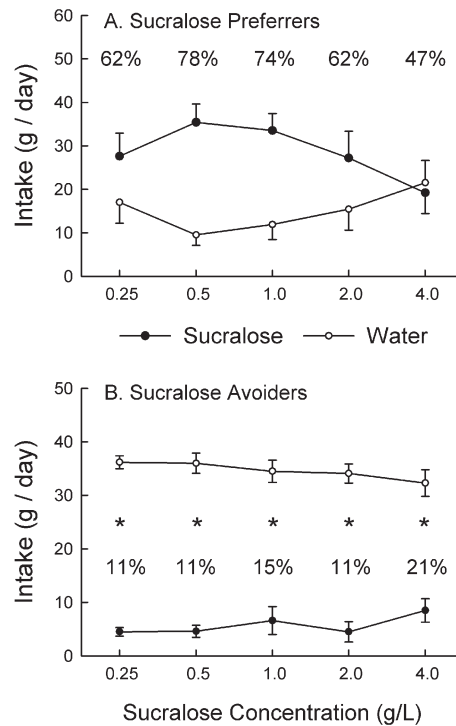 A. Sucralose Preferrers
62% 78% 74% 62% 47%
60
50
40
30
20
10
0
Intake (g / day)
0.25 0.5 1.0 2.0 4.0
Sucralose Water
B. Sucralose Avoiders
50
40
30
20
10
0
Intake (g / day)
* * * * *
11% 11% 15% 11% 21%
0.25 0.5 1.0 2.0 4.0
Sucralose Concentration (g/L)